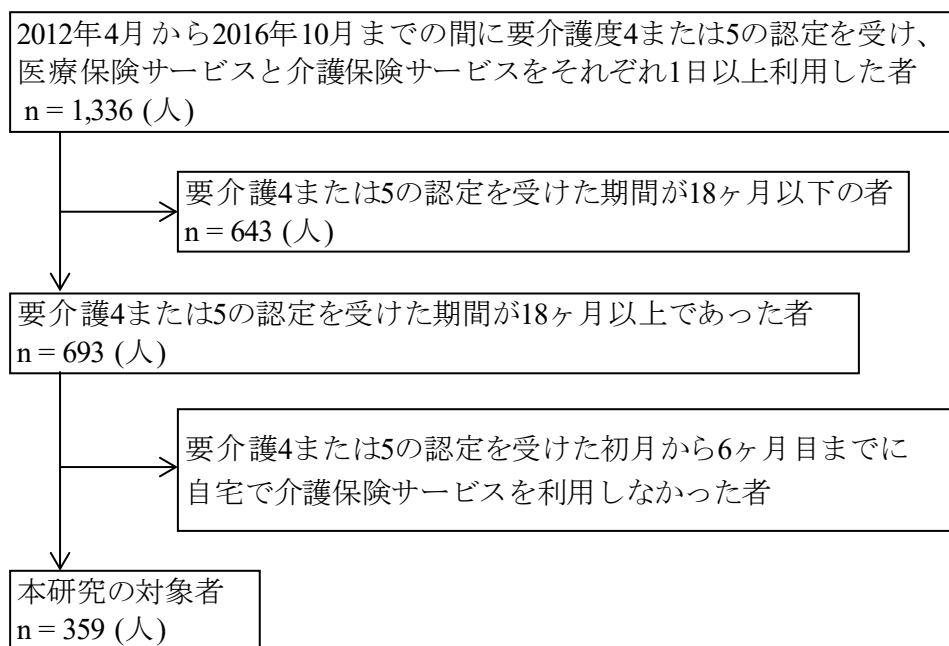 2012年4月から2016年10月までの間に要介護度4または5の認定を受け、
医療保険サービスと介護保険サービスをそれぞれ1日以上利用した者
n = 1,336 (人)
要介護4または5の認定を受けた期間が18ヶ月以下の者
n = 643 (人)
要介護4または5の認定を受けた期間が18ヶ月以上であった者
n = 693 (人)
要介護4または5の認定を受けた初月から6ヶ月目までに
自宅で介護保険サービスを利用しなかった者
本研究の対象者
n = 359 (人)